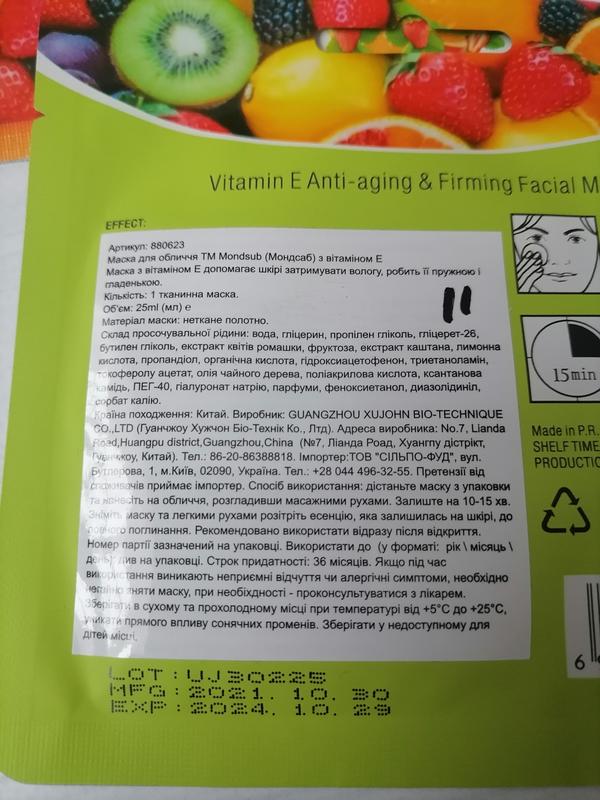 Vitamin E Anti-aging & Firming Facial M
EFFECT:
Артикул: 880623
Маска для обличчя ТМ Mondsub (Мондсаб) з вітаміном Е
Маска з вітаміном Е допомагає шкірі затримувати вологу, робить її пружною і
гладенькою.
Кількість: 1 тканинна маска.
Об'єм: 25ml (мл) е
Матеріал маски: неткане полотно.
11
Склад просочувальної рідини: вода, гліцерин, пропілен гліколь, гліцерет-26,
бутилен гліколь, екстракт квітів ромашки, фруктоза, екстракт каштана, лимонна
кислота, пропандіол, органічна кислота, гідроксиацетофенон, триетаноламін,
токоферолу ацетат, олія чайного дерева, поліакрилова кислота, ксантанова
камідь, ПЕГ-40, гіалуронат натрію, парфуми, феноксиетанол, диазолідиніл,
сорбат калію.
Країна походження: Китай. Виробник: GUANGZHOU XUJOHN BIO-TECHNIQUE
CO.,LTD (Гуанчжоу Хужчон Біо-Технік Ко., Лтд). Адреса виробника: No.7, Lianda
Road,Huangpu district,Guangzhou,China (№7, Ліанда Роад, Хуангпу дістрікт,
Гуанчжоу, Китай). Тел.: 86-20-86388818. Імпортер:ТОВ "СІЛЬПО-ФУД", вул.
Бутлерова, 1, м.Київ, 02090, Україна. Тел.: +28 044 496-32-55. Претензії від
споживачів приймає імпортер. Спосіб використання: дістаньте маску з упаковки
та нанесіть на обличчя, розгладивши масажними рухами. Залиште на 10-15 хв.
Зніміть маску та легкими рухами розітріть есенцію, яка залишилась на шкірі, до
повного поглинання. Рекомендовано використати відразу після відкриття.
Номер партії зазначений на упаковці. Використати до (у форматі: рік \ місяць \
день): див на упаковці. Строк придатності: 36 місяців. Якщо під час
використання виникають неприємні відчуття чи алергічні симптоми, необхідно
негайно зняти маску, при необхідності - проконсультуватися з лікарем.
Зберігати в сухому та прохолодному місці при температурі від +5°С до +25°С,
уникати прямого впливу сонячних променів. Зберігати у недоступному для
дітей місці.
15min
Made in P.R.
SHELF TIME
PRODUCTIO
6
LOT : UJ30225
MFG : 2021. 10. 30
EXP : 2024. 10. 29